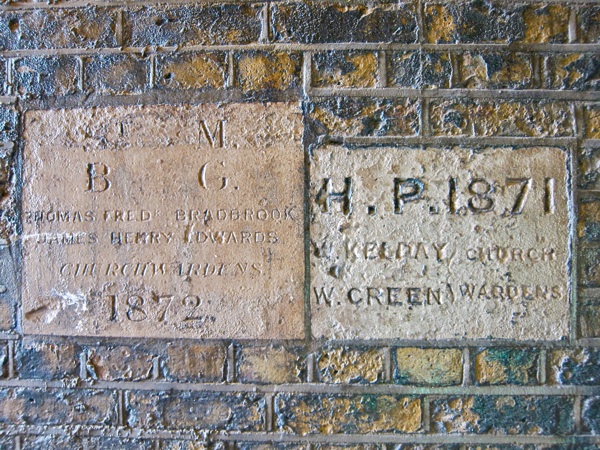 M.
B G.
THOMAS FRED^K BRADBROOK
JAMES HENRY EDWARDS
CHURCHWARDENS
1872
H.P.1871
KELDAY CHURCH
W. GREEN WARDENS